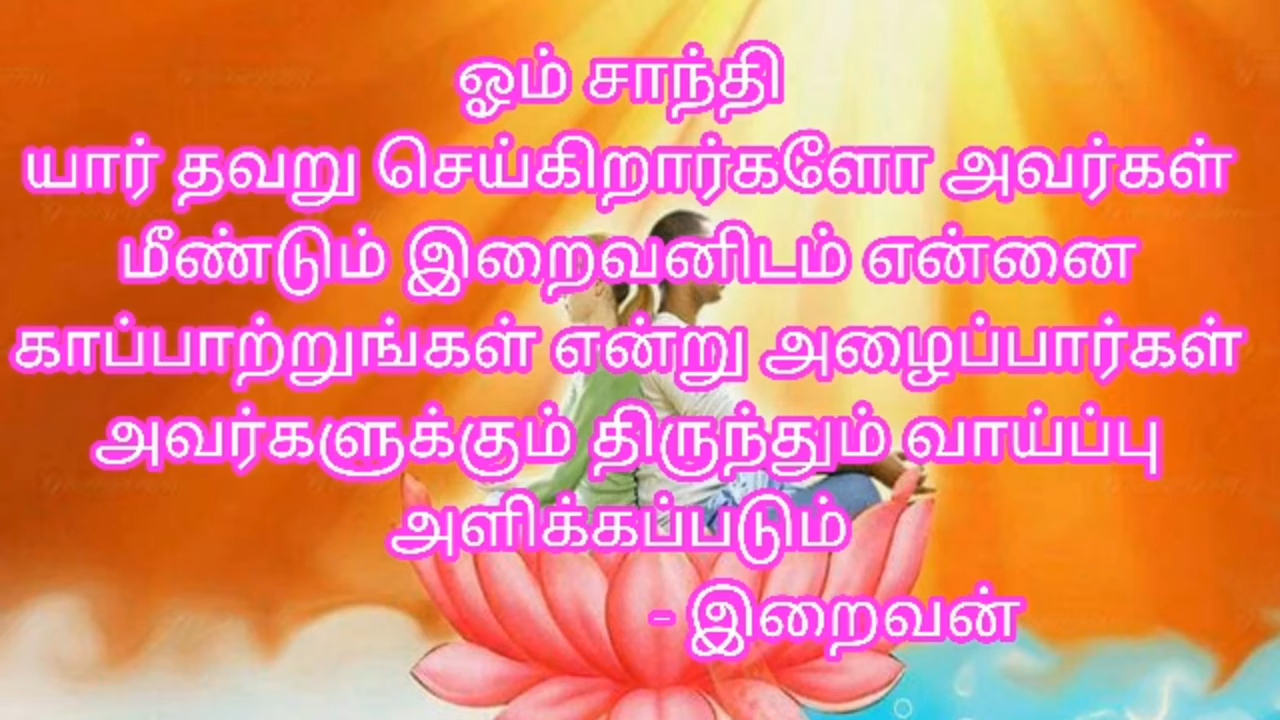 ஓம் சாந்தி
யார் தவறு செய்கிறார்களோ அவர்கள்
மீண்டும் இறைவனிடம் என்னை
காப்பாற்றுங்கள் என்று அழைப்பார்கள்
அவர்களுக்கும் திருந்தும் வாய்ப்பு
அளிக்கப்படும்
- இறைவன்